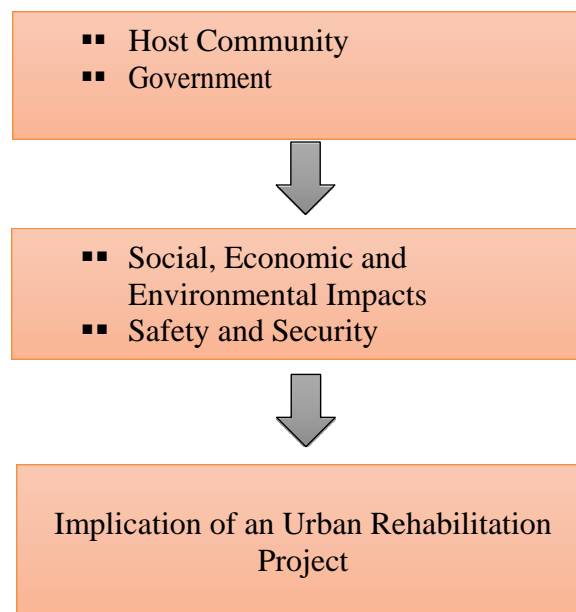 ▪▪ Host Community
▪▪ Government
▪▪ Social, Economic and
Environmental Impacts
▪▪ Safety and Security
Implication of an Urban Rehabilitation
Project